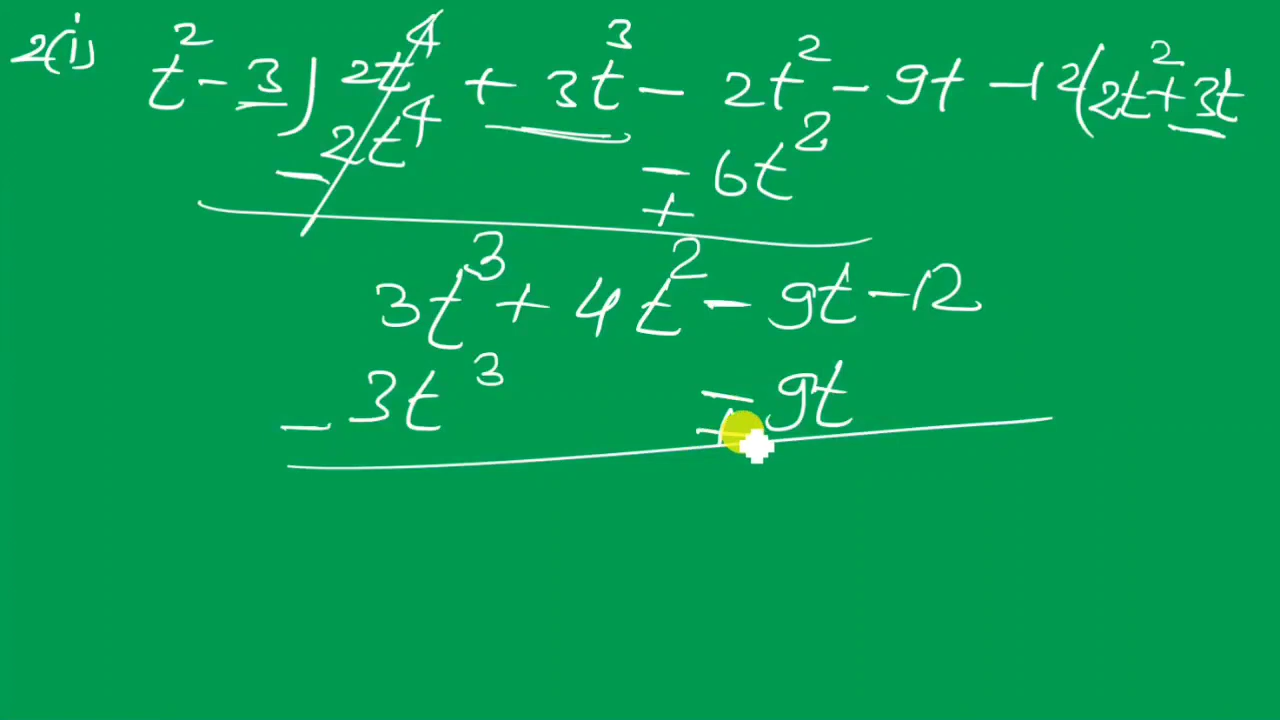 2(i) t² - 3) 2t⁴ + 3t³ - 2t² - 9t - 12(2t² + 3t
- 2t⁴ - 6t²
+
3t³ + 4t² - 9t - 12
- 3t³ - 9t
+